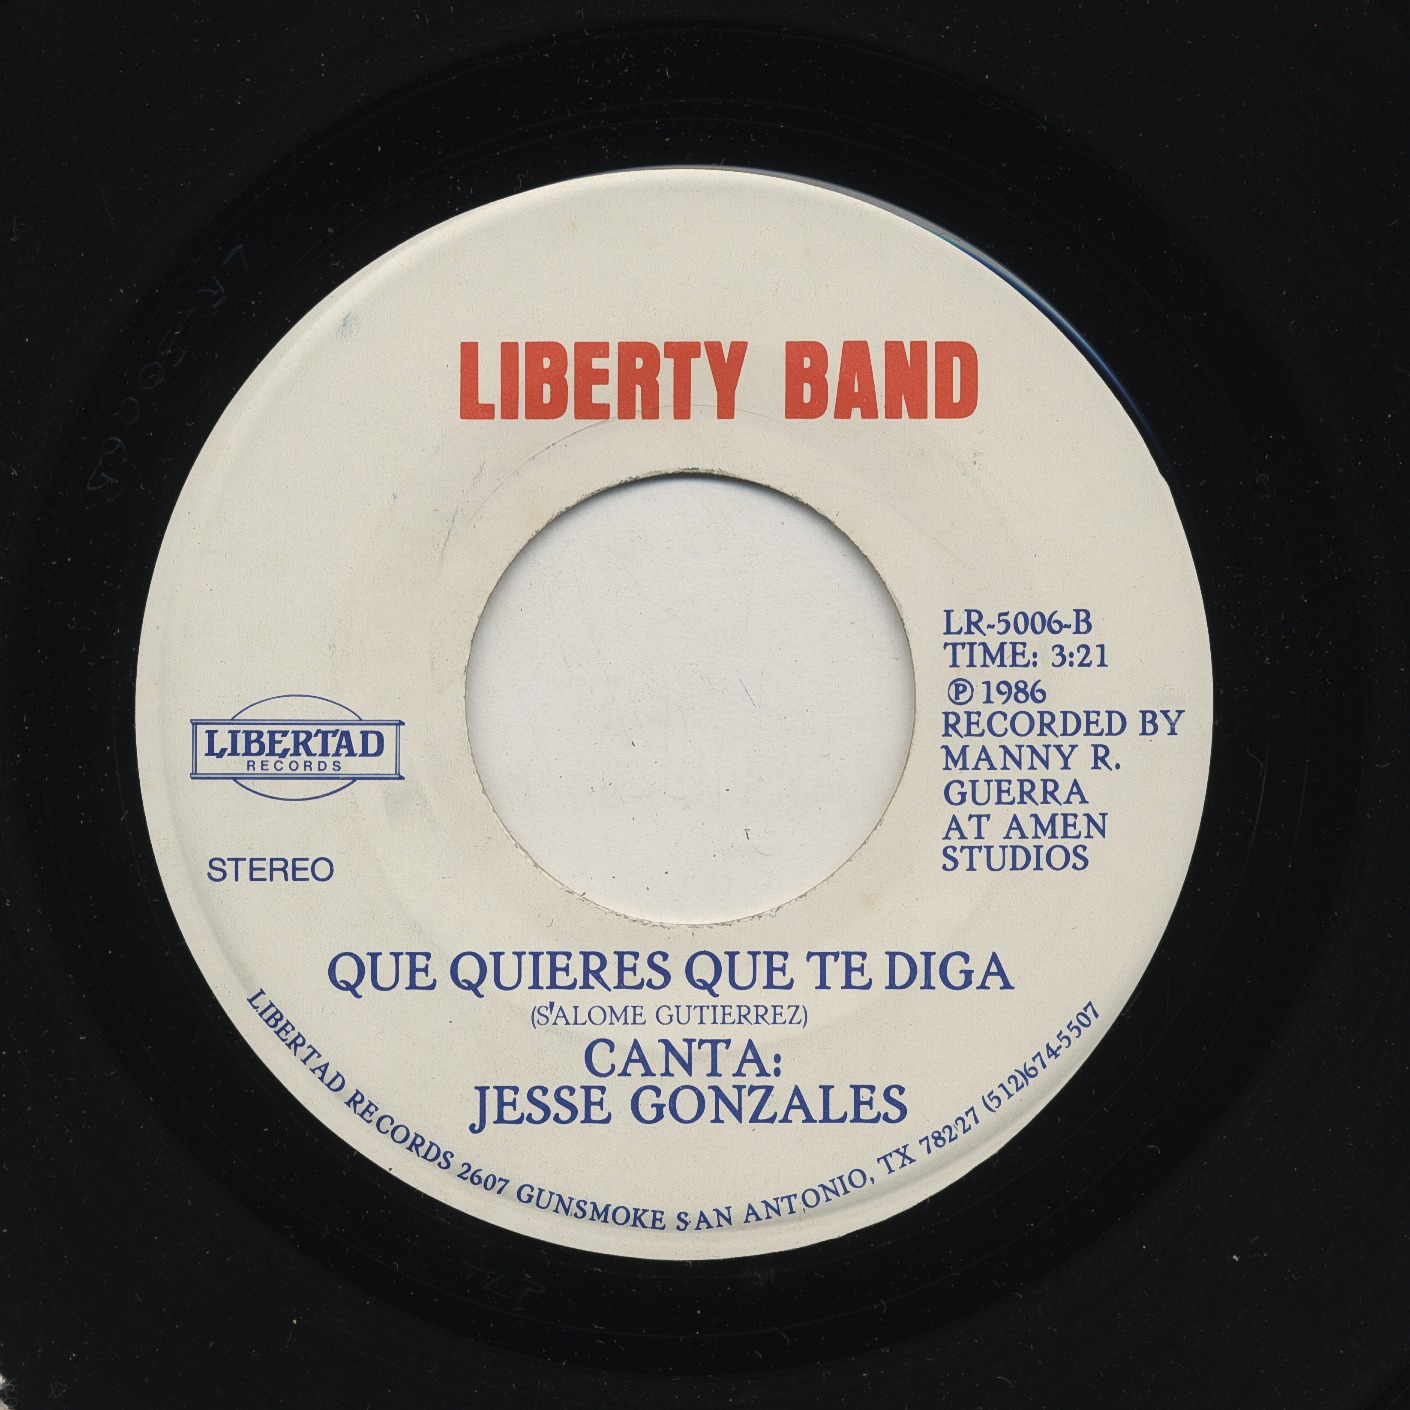 LIBERTY BAND
LR-5006-B
TIME: 3:21
℗ 1986
RECORDED BY
MANNY R.
GUERRA
AT AMEN
STUDIOS
LIBERTAD
RECORDS
STEREO
QUE QUIERES QUE TE DIGA
(S'ALOME GUTIERREZ)
CANTA:
JESSE GONZALES
LIBERTAD RECORDS 2607 GUNSMOKE SAN ANTONIO, TX 78227 (512)674-5507